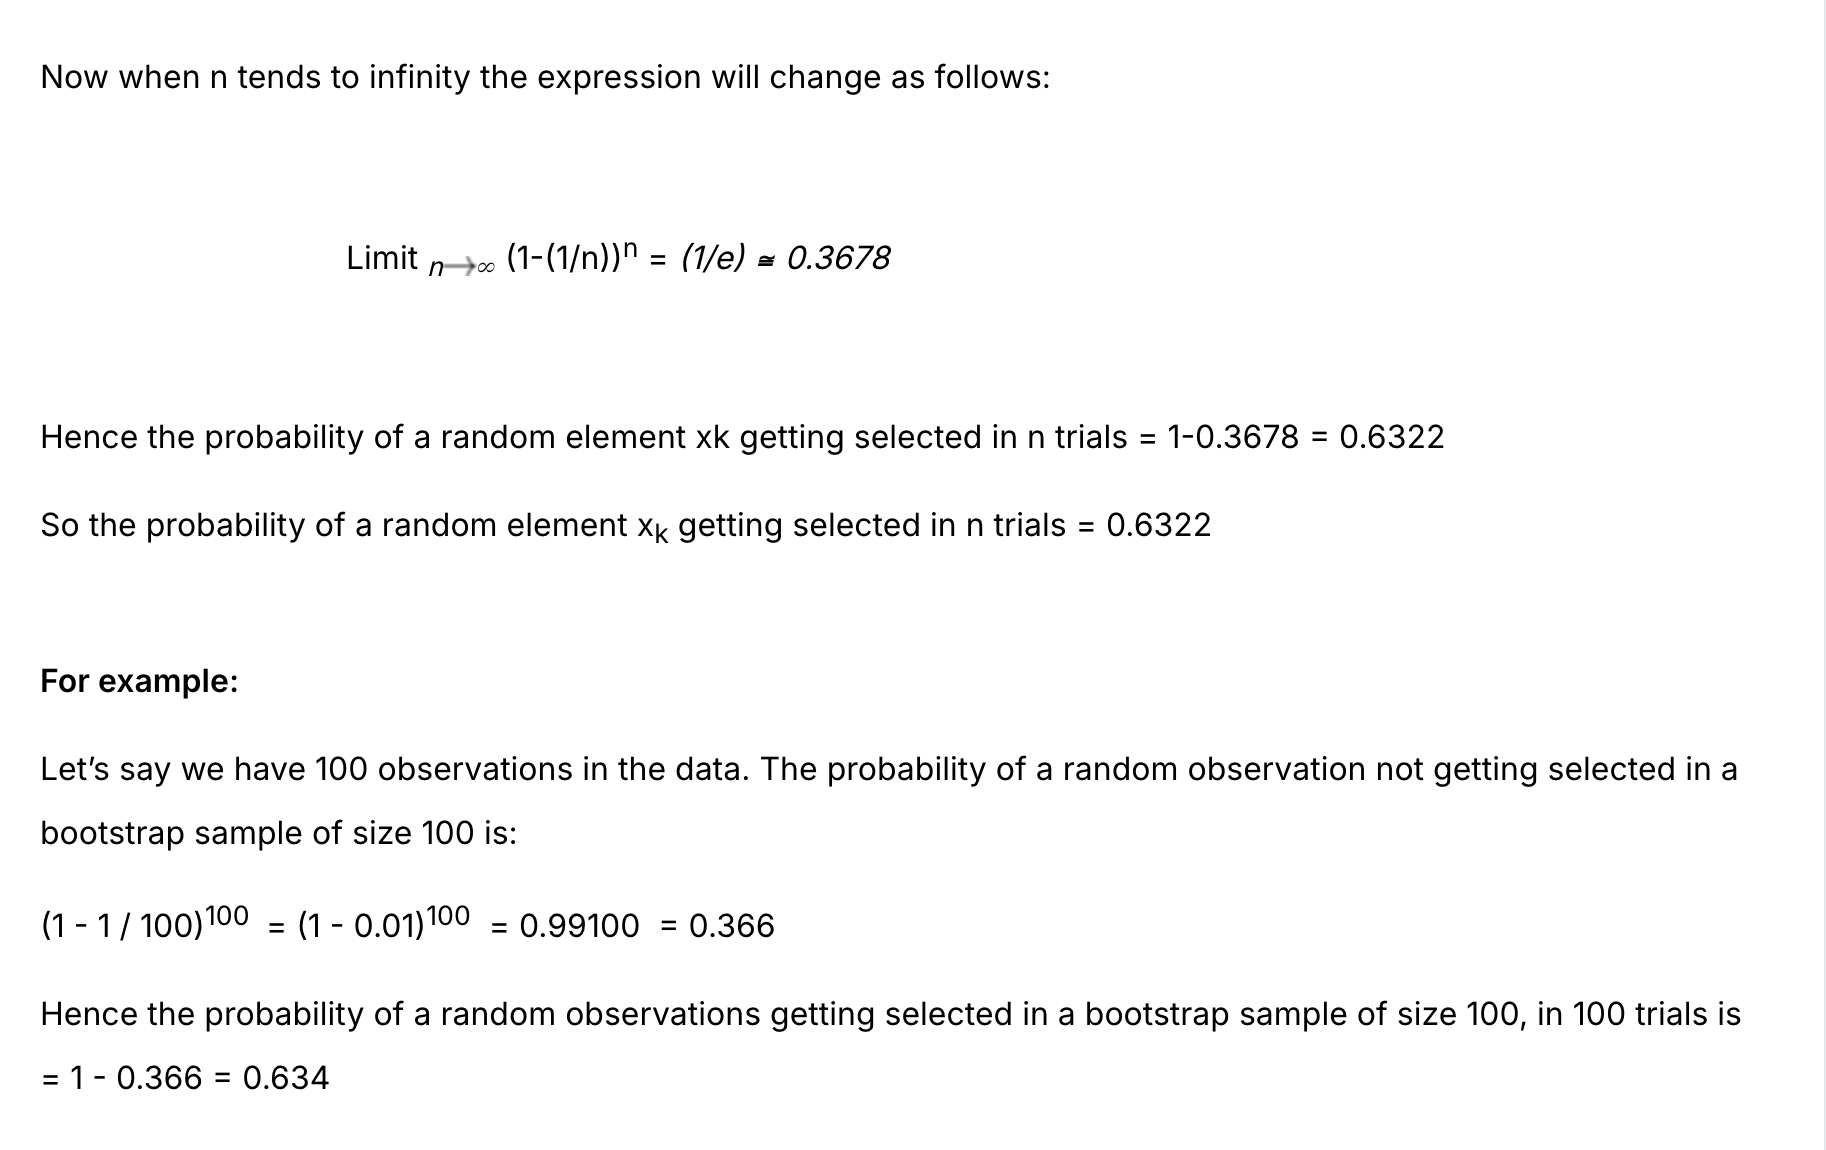 Now when n tends to infinity the expression will change as follows:
Limit n→∞ (1-(1/n))ⁿ = (1/e) ≅ 0.3678
Hence the probability of a random element xk getting selected in n trials = 1-0.3678 = 0.6322
So the probability of a random element xₖ getting selected in n trials = 0.6322
For example:
Let’s say we have 100 observations in the data. The probability of a random observation not getting selected in a
bootstrap sample of size 100 is:
(1 - 1 / 100)¹⁰⁰ = (1 - 0.01)¹⁰⁰ = 0.99100 = 0.366
Hence the probability of a random observations getting selected in a bootstrap sample of size 100, in 100 trials is
= 1 - 0.366 = 0.634